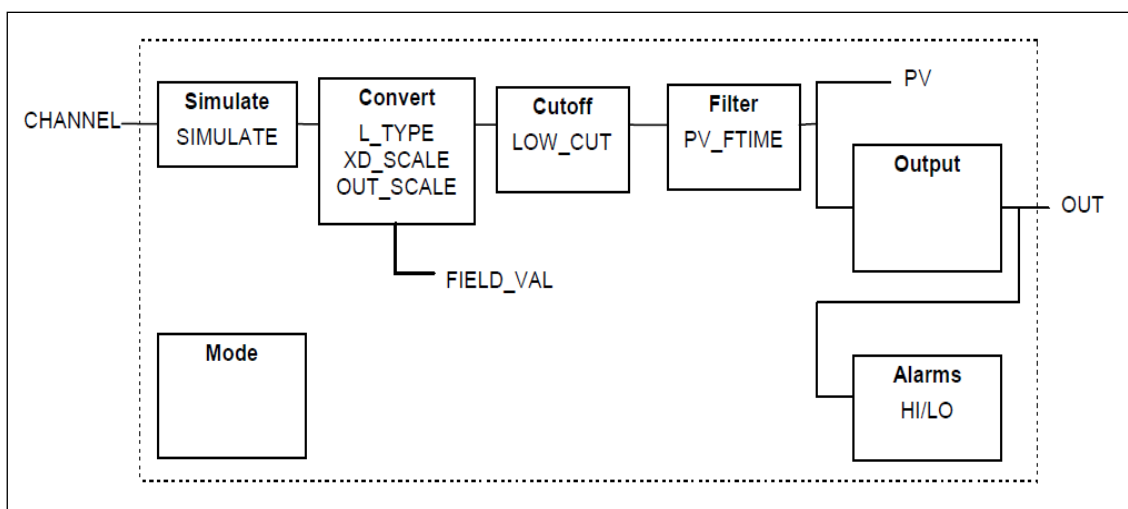 CHANNEL
Simulate
SIMULATE
Convert
L_TYPE
XD_SCALE
OUT_SCALE
FIELD_VAL
Cutoff
LOW_CUT
Filter
PV_FTIME
PV
Output
OUT
Mode
Alarms
HI/LO